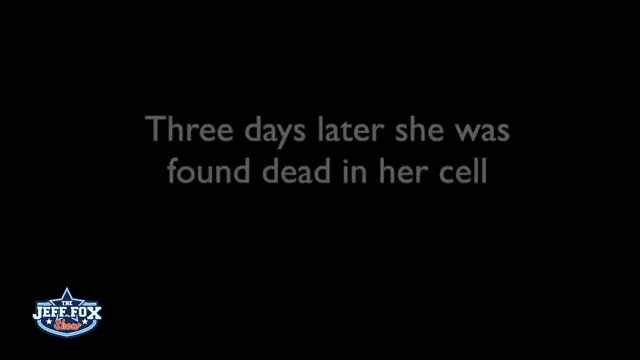 Three days later she was
found dead in her cell
THE
JEFF FOX
Show